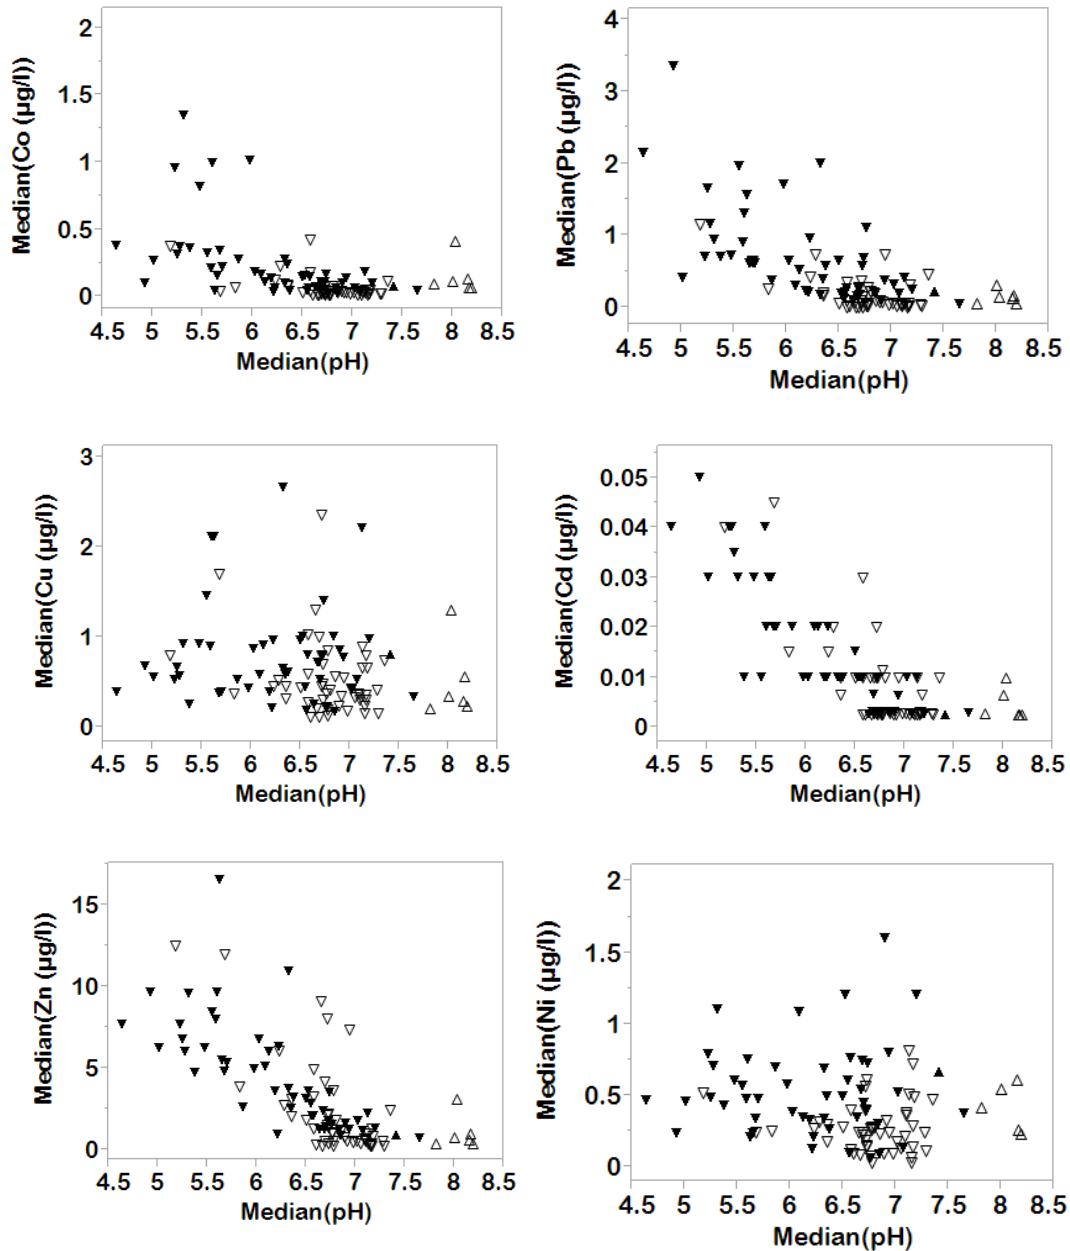 2
1.5
1
0.5
0
Median(Co (µg/l))
4.5 5 5.5 6 6.5 7 7.5 8 8.5
Median(pH)
4
3
2
1
0
Median(Pb (µg/l))
4.5 5 5.5 6 6.5 7 7.5 8 8.5
Median(pH)
3
2
1
0
Median(Cu (µg/l))
4.5 5 5.5 6 6.5 7 7.5 8 8.5
Median(pH)
0.05
0.04
0.03
0.02
0.01
0
Median(Cd (µg/l))
4.5 5 5.5 6 6.5 7 7.5 8 8.5
Median(pH)
15
10
5
0
Median(Zn (µg/l))
4.5 5 5.5 6 6.5 7 7.5 8 8.5
Median(pH)
2
1.5
1
0.5
0
Median(Ni (µg/l))
4.5 5 5.5 6 6.5 7 7.5 8 8.5
Median(pH)